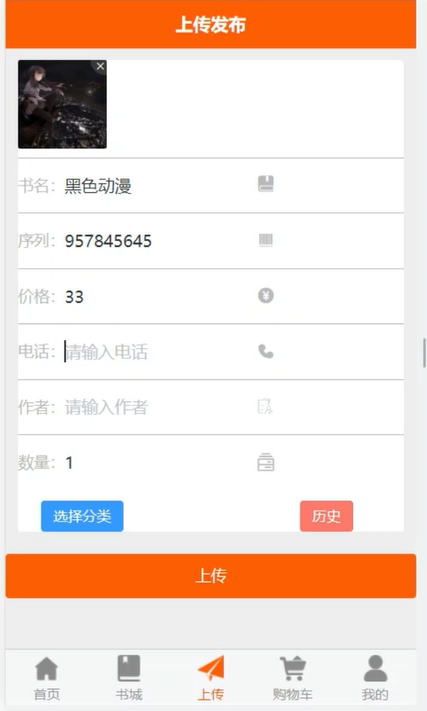 上传发布
书名: 黑色动漫
序列: 957845645
价格: 33
电话: 请输入电话
作者: 请输入作者
数量: 1
选择分类 历史
上传
首页 书城 上传 购物车 我的